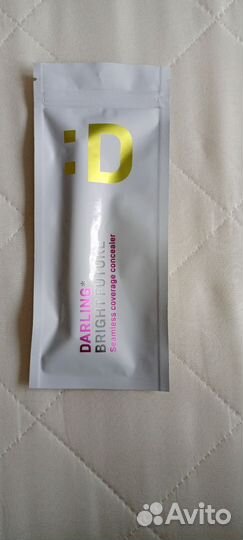 :D
DARLING*
BRIGHT FUTURE
Seamless coverage concealer
Avito